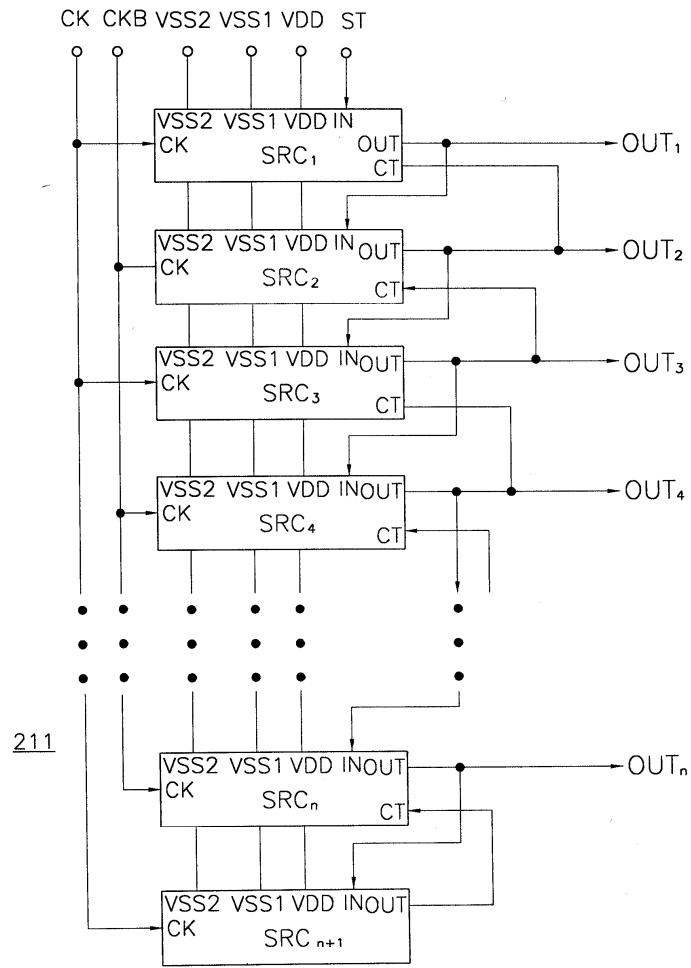 CK CKB VSS2 VSS1 VDD ST
VSS2 VSS1 VDD IN
CK SRC₁ OUT
CT
OUT₁
VSS2 VSS1 VDD IN OUT
CK SRC₂
CT
OUT₂
VSS2 VSS1 VDD IN OUT
CK SRC₃
CT
OUT₃
VSS2 VSS1 VDD IN OUT
CK SRC₄
CT
OUT₄
211
VSS2 VSS1 VDD IN OUT
CK SRCₙ
CT
OUTₙ
VSS2 VSS1 VDD IN OUT
CK SRCₙ₊₁